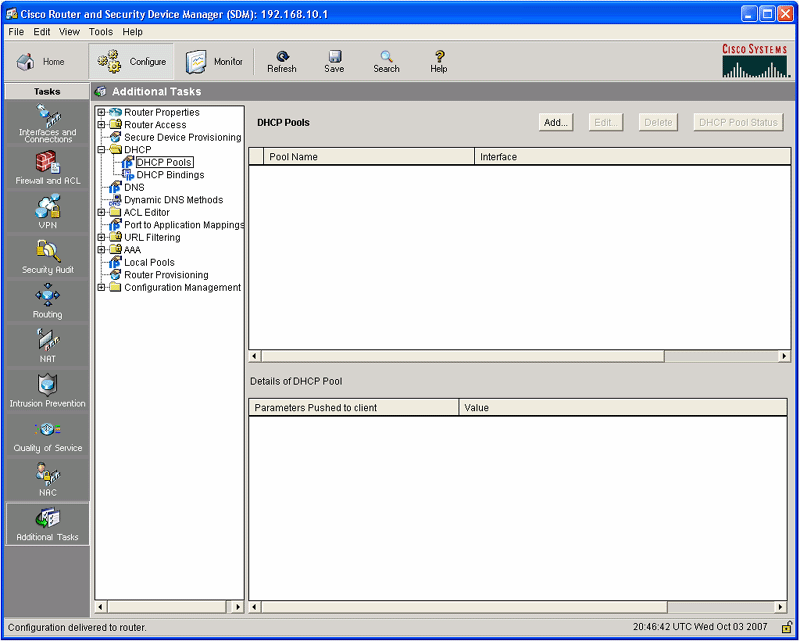 Cisco Router and Security Device Manager (SDM): 192.168.10.1
File Edit View Tools Help
Home Configure Monitor Refresh Save Search Help
CISCO SYSTEMS
Tasks
Additional Tasks
Interfaces and
Connections
Firewall and ACL
VPN
Security Audit
Routing
NAT
Intrusion Prevention
Quality of Service
NAC
Additional Tasks
Router Properties
Router Access
Secure Device Provisioning
DHCP
DHCP Pools
DHCP Bindings
DNS
Dynamic DNS Methods
ACL Editor
Port to Application Mappings
URL Filtering
AAA
Local Pools
Router Provisioning
Configuration Management
DHCP Pools
Add... Edit... Delete DHCP Pool Status
Pool Name Interface
Details of DHCP Pool
Parameters Pushed to client Value
Configuration delivered to router.
20:46:42 UTC Wed Oct 03 2007